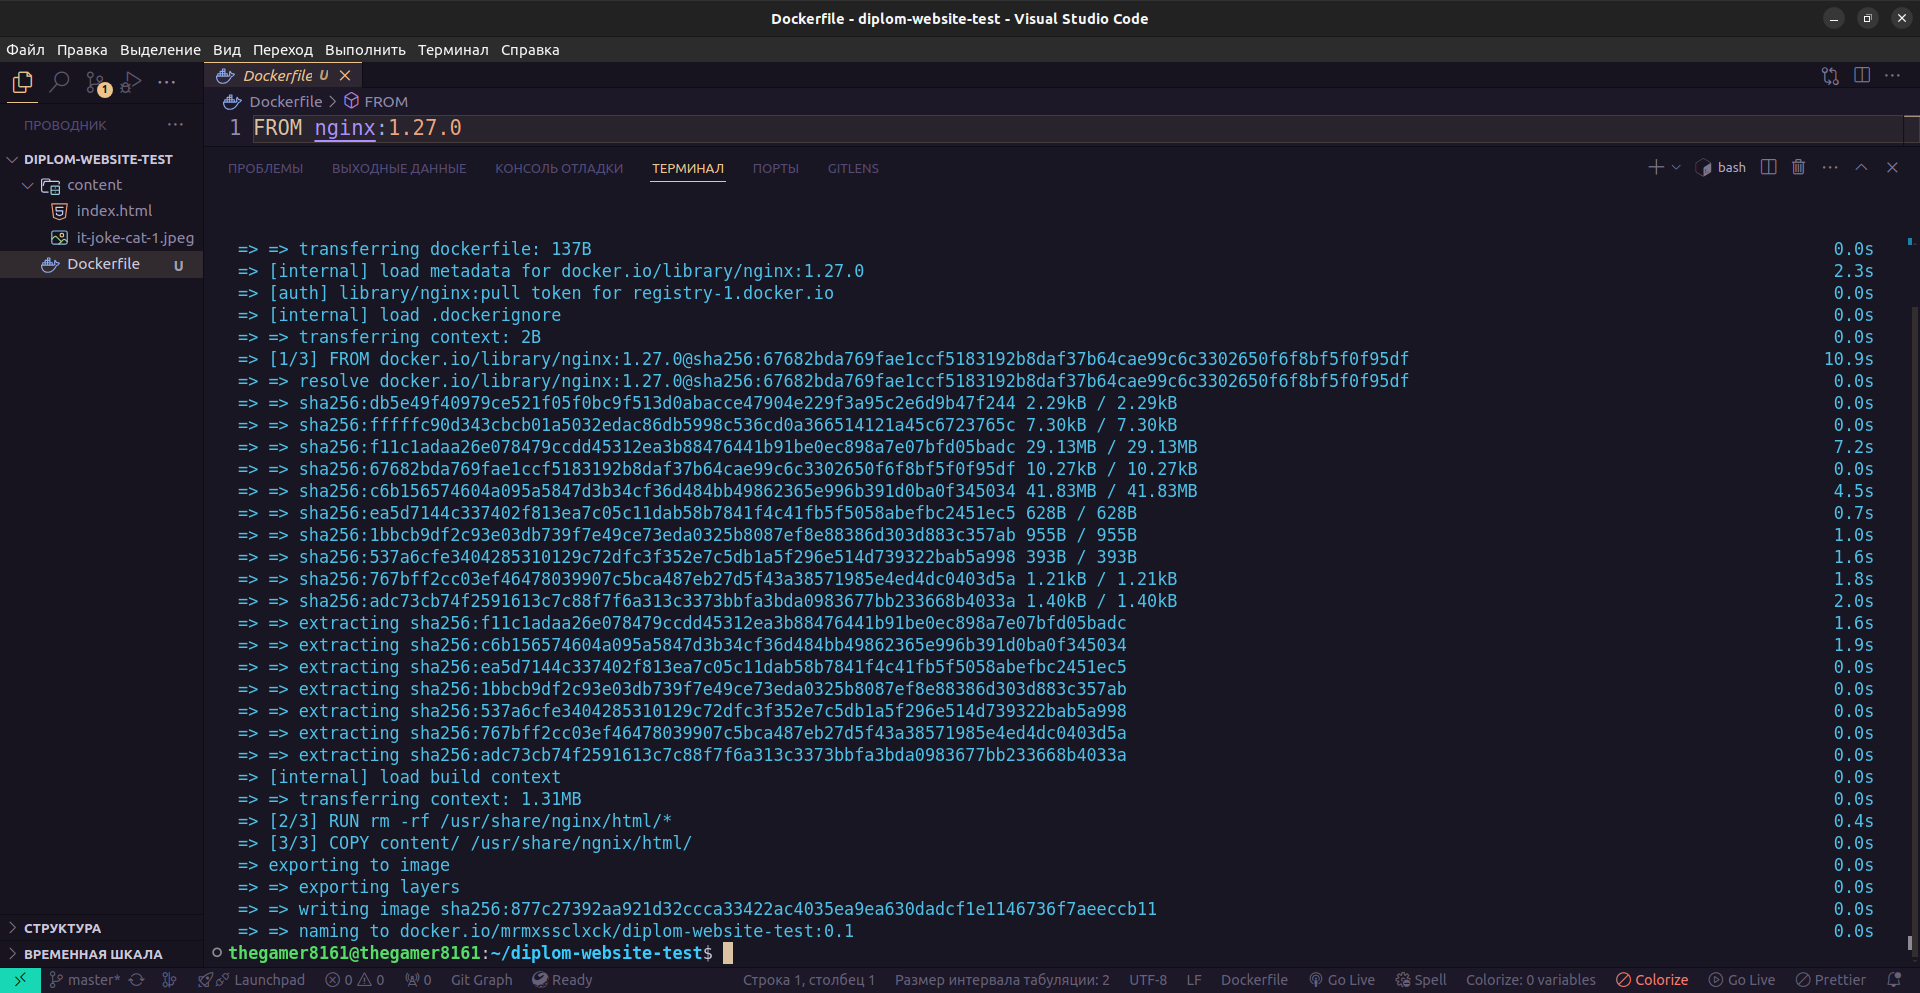 Dockerfile - diplom-website-test - Visual Studio Code
Файл Правка Выделение Вид Переход Выполнить Терминал Справка
1
Dockerfile U
ПРОВОДНИК
DIPLOM-WEBSITE-TEST
content
index.html
it-joke-cat-1.jpeg
Dockerfile U
СТРУКТУРА
ВРЕМЕННАЯ ШКАЛА
Dockerfile > FROM
1 FROM nginx:1.27.0
ПРОБЛЕМЫ ВЫХОДНЫЕ ДАННЫЕ КОНСОЛЬ ОТЛАДКИ ТЕРМИНАЛ ПОРТЫ GITLENS
bash
=> => transferring dockerfile: 137B 0.0s
=> [internal] load metadata for docker.io/library/nginx:1.27.0 2.3s
=> [auth] library/nginx:pull token for registry-1.docker.io 0.0s
=> [internal] load .dockerignore 0.0s
=> => transferring context: 2B 0.0s
=> [1/3] FROM docker.io/library/nginx:1.27.0@sha256:67682bda769fae1ccf5183192b8daf37b64cae99c6c3302650f6f8bf5f0f95df 10.9s
=> => resolve docker.io/library/nginx:1.27.0@sha256:67682bda769fae1ccf5183192b8daf37b64cae99c6c3302650f6f8bf5f0f95df 0.0s
=> => sha256:db5e49f40979ce521f05f0bc9f513d0abacce47904e229f3a95c2e6d9b47f244 2.29kB / 2.29kB 0.0s
=> => sha256:fffffc90d343cbcb01a5032edac86db5998c536cd0a366514121a45c6723765c 7.30kB / 7.30kB 0.0s
=> => sha256:f11c1adaa26e078479ccdd45312ea3b88476441b91be0ec898a7e07bfd05badc 29.13MB / 29.13MB 7.2s
=> => sha256:67682bda769fae1ccf5183192b8daf37b64cae99c6c3302650f6f8bf5f0f95df 10.27kB / 10.27kB 0.0s
=> => sha256:c6b156574604a095a5847d3b34cf36d484bb49862365e996b391d0ba0f345034 41.83MB / 41.83MB 4.5s
=> => sha256:ea5d7144c337402f813ea7c05c11dab58b7841f4c41fb5f5058abefbc2451ec5 628B / 628B 0.7s
=> => sha256:1bbcb9df2c93e03db739f7e49ce73eda0325b8087ef8e88386d303d883c357ab 955B / 955B 1.0s
=> => sha256:537a6cfe3404285310129c72dfc3f352e7c5db1a5f296e514d739322bab5a998 393B / 393B 1.6s
=> => sha256:767bff2cc03ef46478039907c5bca487eb27d5f43a38571985e4ed4dc0403d5a 1.21kB / 1.21kB 1.8s
=> => sha256:adc73cb74f2591613c7c88f7f6a313c3373bbfa3bda0983677bb233668b4033a 1.40kB / 1.40kB 2.0s
=> => extracting sha256:f11c1adaa26e078479ccdd45312ea3b88476441b91be0ec898a7e07bfd05badc 1.6s
=> => extracting sha256:c6b156574604a095a5847d3b34cf36d484bb49862365e996b391d0ba0f345034 1.9s
=> => extracting sha256:ea5d7144c337402f813ea7c05c11dab58b7841f4c41fb5f5058abefbc2451ec5 0.0s
=> => extracting sha256:1bbcb9df2c93e03db739f7e49ce73eda0325b8087ef8e88386d303d883c357ab 0.0s
=> => extracting sha256:537a6cfe3404285310129c72dfc3f352e7c5db1a5f296e514d739322bab5a998 0.0s
=> => extracting sha256:767bff2cc03ef46478039907c5bca487eb27d5f43a38571985e4ed4dc0403d5a 0.0s
=> => extracting sha256:adc73cb74f2591613c7c88f7f6a313c3373bbfa3bda0983677bb233668b4033a 0.0s
=> [internal] load build context 0.0s
=> => transferring context: 1.31MB 0.0s
=> [2/3] RUN rm -rf /usr/share/nginx/html/* 0.4s
=> [3/3] COPY content/ /usr/share/ngnix/html/ 0.0s
=> exporting to image 0.0s
=> => exporting layers 0.0s
=> => writing image sha256:877c27392aa921d32ccca33422ac4035ea9ea630dadcf1e1146736f7aeeccb11 0.0s
=> => naming to docker.io/mrmxssclxck/diplom-website-test:0.1 0.0s
thegamer8161@thegamer8161:~/diplom-website-test$
master* Launchpad 0 0 0 Git Graph Ready Строка 1, столбец 1 Размер интервала табуляции: 2 UTF-8 LF Dockerfile Go Live Spell Colorize: 0 variables Colorize Go Live Prettier